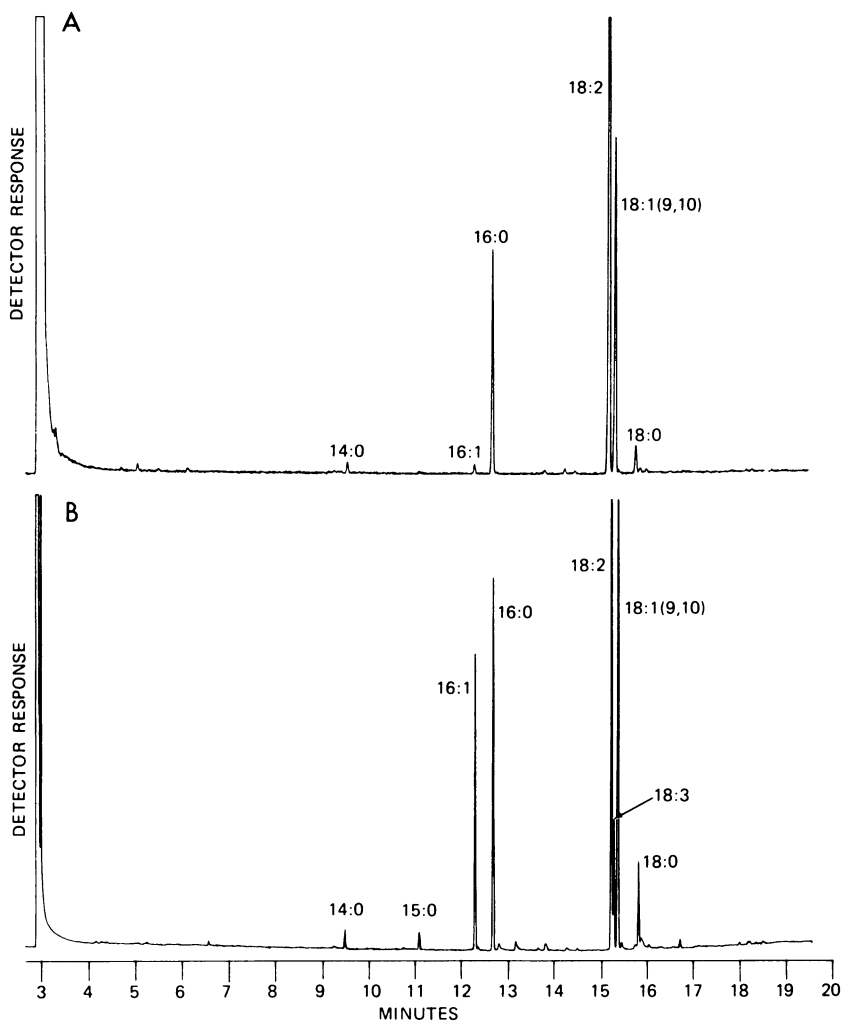 A
DETECTOR RESPONSE
14:0
16:1
16:0
18:2
18:1(9,10)
18:0
B
DETECTOR RESPONSE
14:0
15:0
16:1
16:0
18:2
18:1(9,10)
18:3
18:0
3 4 5 6 7 8 9 10 11 12 13 14 15 16 17 18 19 20
MINUTES